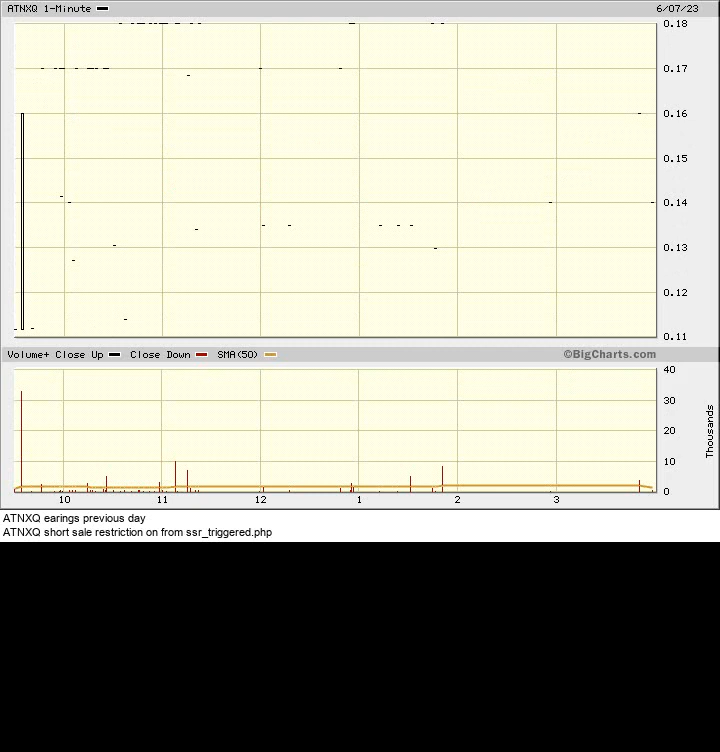 ATNXQ 1-Minute 6/07/23
0.18
0.17
0.16
0.15
0.14
0.13
0.12
0.11
Volume+ Close Up Close Down SMA(50) ©BigCharts.com
40
30
20
10
0
Thousands
10 11 12 1 2 3
ATNXQ earings previous day
ATNXQ short sale restriction on from ssr_triggered.php